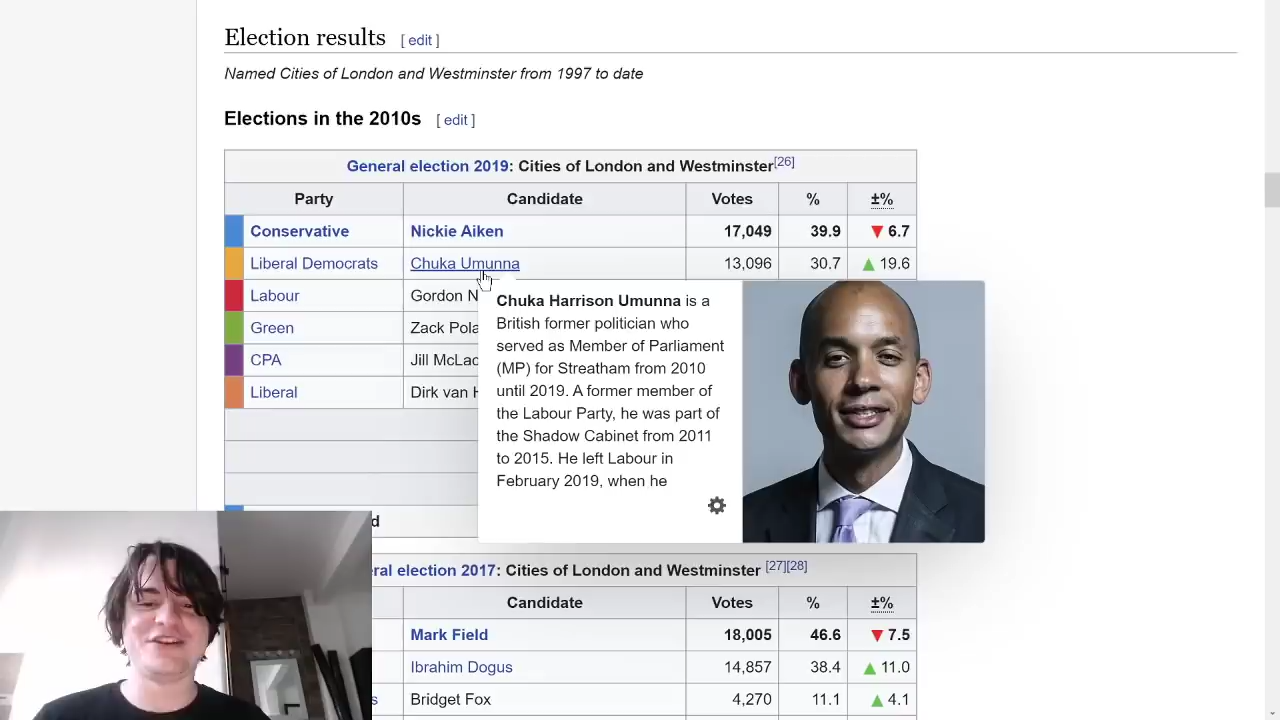 Election results [ edit ]
Named Cities of London and Westminster from 1997 to date
Elections in the 2010s [ edit ]
General election 2019: Cities of London and Westminster[26]
Party Candidate Votes % ±%
Conservative Nickie Aiken 17,049 39.9 ▼ 6.7
Liberal Democrats Chuka Umunna 13,096 30.7 ▲ 19.6
Labour Gordon N
Green Zack Pola
CPA Jill McLac
Liberal Dirk van
Chuka Harrison Umunna is a
British former politician who
served as Member of Parliament
(MP) for Streatham from 2010
until 2019. A former member of
the Labour Party, he was part of
the Shadow Cabinet from 2011
to 2015. He left Labour in
February 2019, when he
d
ral election 2017: Cities of London and Westminster [27][28]
Candidate Votes % ±%
Mark Field 18,005 46.6 ▼ 7.5
Ibrahim Dogus 14,857 38.4 ▲ 11.0
s Bridget Fox 4,270 11.1 ▲ 4.1